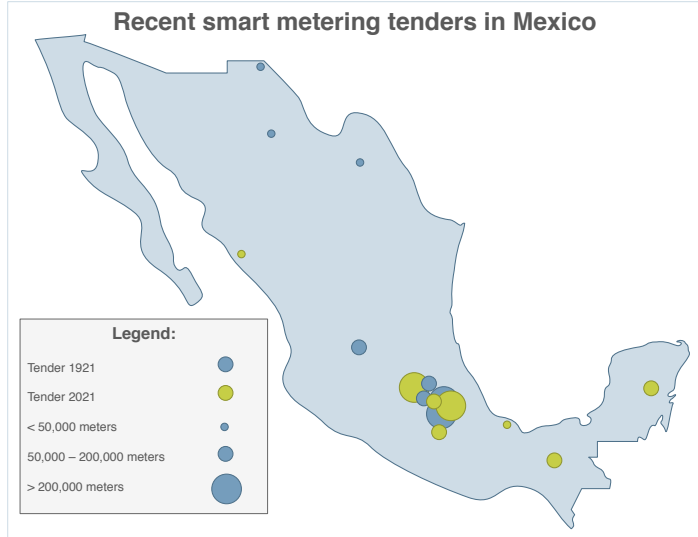 Recent smart metering tenders in Mexico
Legend:
Tender 1921
Tender 2021
< 50,000 meters
50,000 – 200,000 meters
> 200,000 meters